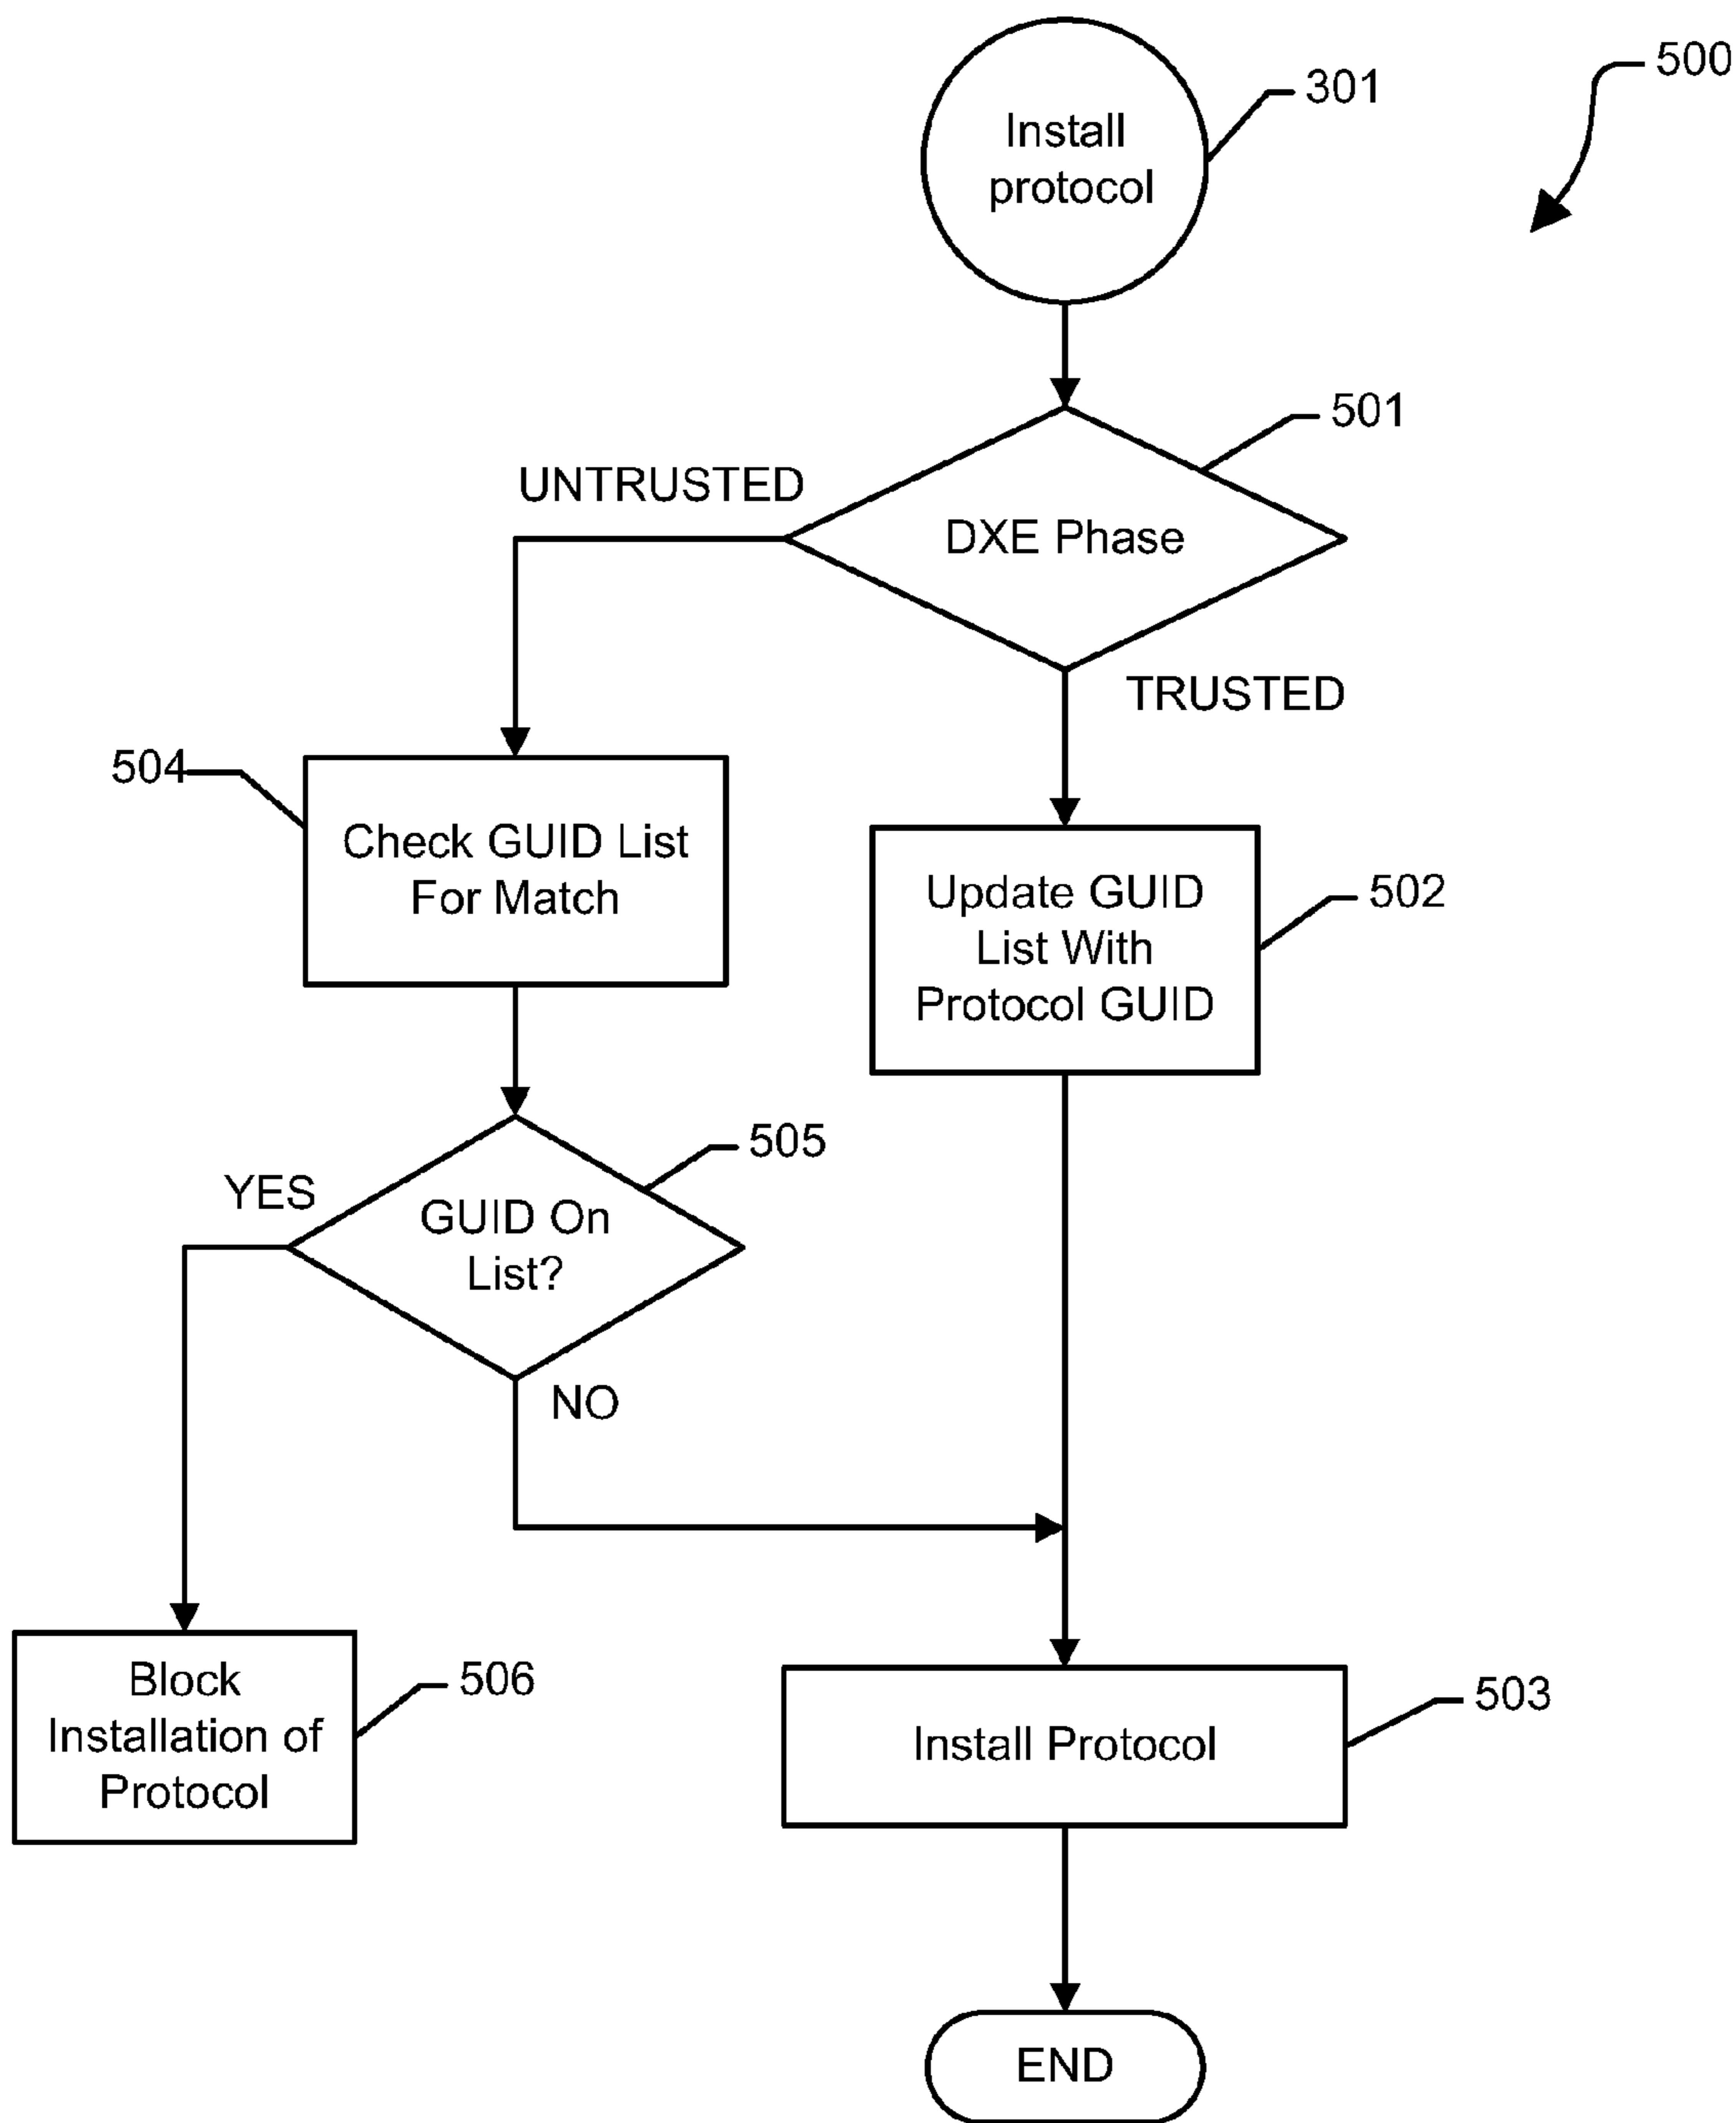 500
301
Install
protocol
501
UNTRUSTED
DXE Phase
TRUSTED
504
Check GUID List
For Match
502
Update GUID
List With
Protocol GUID
505
YES
GUID On
List?
NO
506
Block
Installation of
Protocol
503
Install Protocol
END